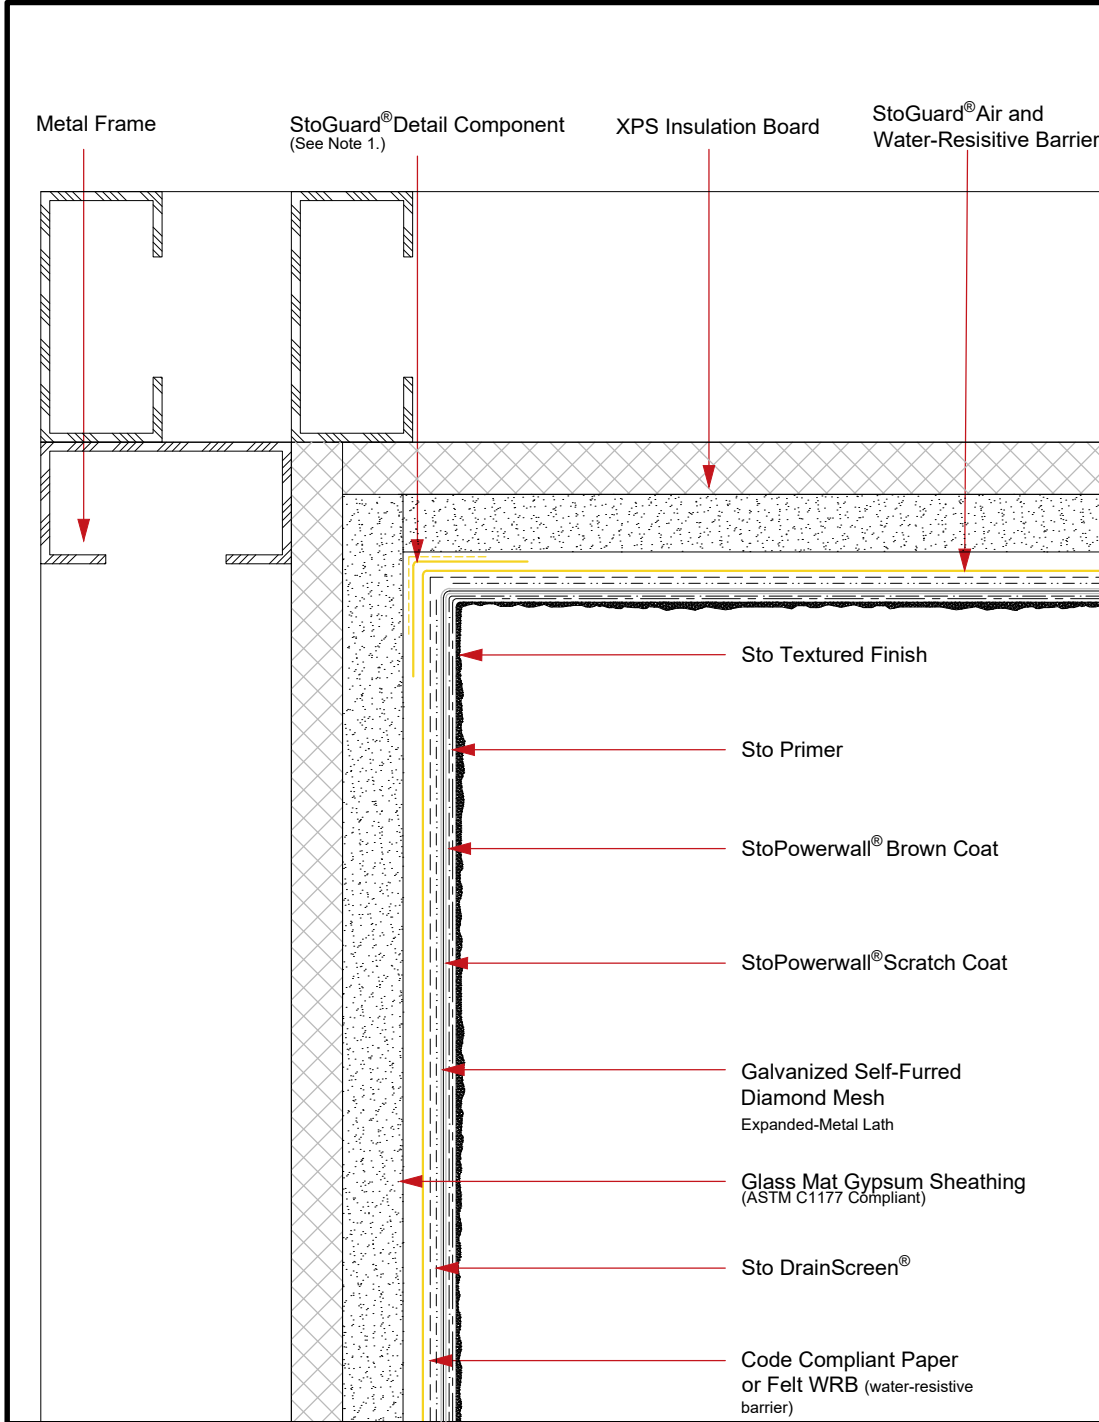 Metal Frame
StoGuard® Detail Component
(See Note 1.)
XPS Insulation Board
StoGuard® Air and
Water-Resisitive Barrier
Sto Textured Finish
Sto Primer
StoPowerwall® Brown Coat
StoPowerwall® Scratch Coat
Galvanized Self-Furred
Diamond Mesh
Expanded-Metal Lath
Glass Mat Gypsum Sheathing
(ASTM C1177 Compliant)
Sto DrainScreen®
Code Compliant Paper
or Felt WRB (water-resistive
barrier)